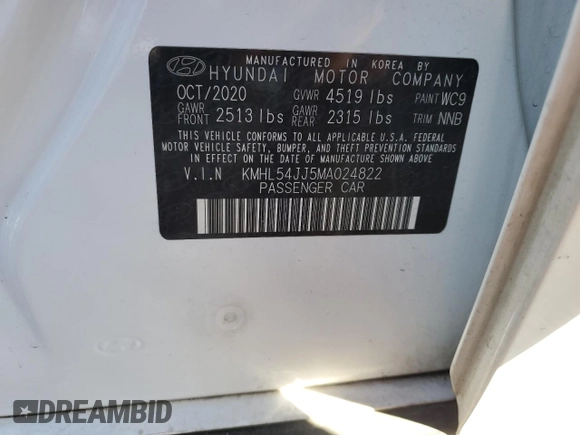 MANUFACTURED IN KOREA BY
HYUNDAI MOTOR COMPANY
OCT/2020 GVWR 4519 lbs PAINT WC9
GAWR FRONT 2513 lbs GAWR REAR 2315 lbs TRIM NNB
THIS VEHICLE CONFORMS TO ALL APPLICABLE U.S.A. FEDERAL
MOTOR VEHICLE SAFETY, BUMPER, AND THEFT PREVENTION STANDARDS
IN EFFECT ON THE DATE OF MANUFACTURE SHOWN ABOVE.
V.I.N KMHL54JJ5MA024822
PASSENGER CAR
DREAMBID